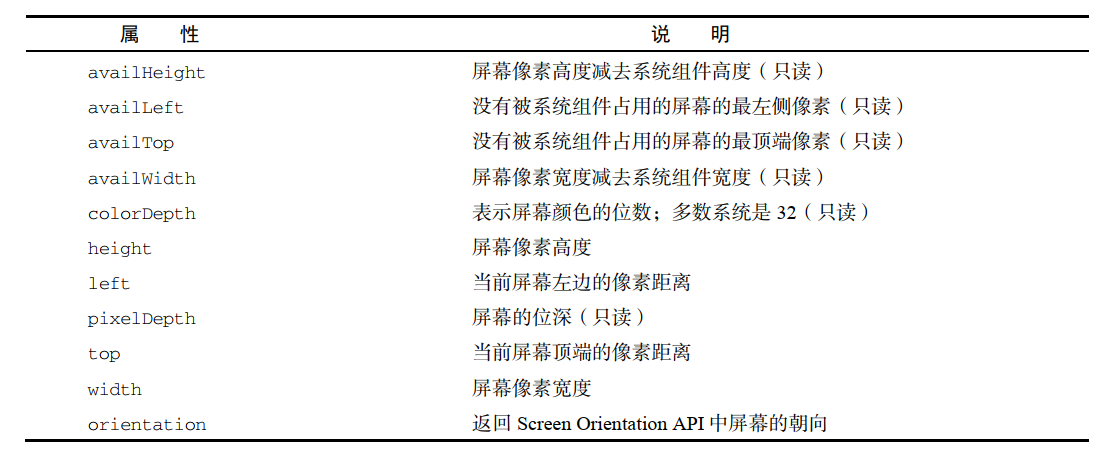 属 性 说 明
availHeight 屏幕像素高度减去系统组件高度（只读）
availLeft 没有被系统组件占用的屏幕的最左侧像素（只读）
availTop 没有被系统组件占用的屏幕的最顶端像素（只读）
availWidth 屏幕像素宽度减去系统组件宽度（只读）
colorDepth 表示屏幕颜色的位数；多数系统是 32（只读）
height 屏幕像素高度
left 当前屏幕左边的像素距离
pixelDepth 屏幕的位深（只读）
top 当前屏幕顶端的像素距离
width 屏幕像素宽度
orientation 返回 Screen Orientation API 中屏幕的朝向